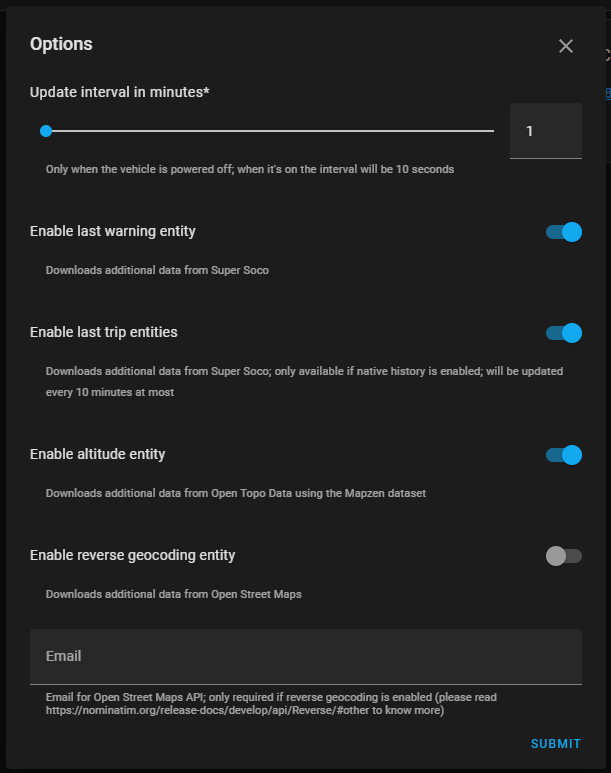 Options
Update interval in minutes*
1
Only when the vehicle is powered off; when it's on the interval will be 10 seconds
Enable last warning entity
Downloads additional data from Super Soco
Enable last trip entities
Downloads additional data from Super Soco; only available if native history is enabled; will be updated
every 10 minutes at most
Enable altitude entity
Downloads additional data from Open Topo Data using the Mapzen dataset
Enable reverse geocoding entity
Downloads additional data from Open Street Maps
Email
Email for Open Street Maps API; only required if reverse geocoding is enabled (please read
https://nominatim.org/release-docs/develop/api/Reverse/#other to know more)
SUBMIT